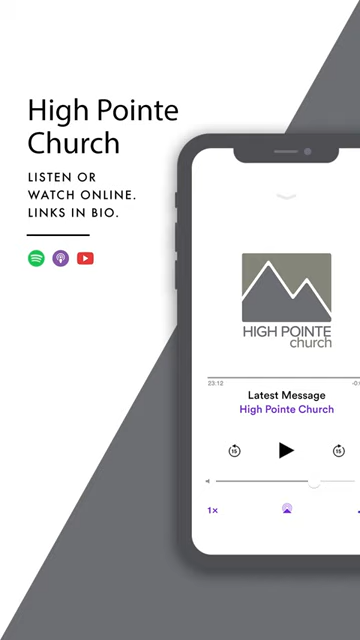 High Pointe
Church
LISTEN OR
WATCH ONLINE.
LINKS IN BIO.
HIGH POINTE
church
23:12
Latest Message
High Pointe Church
15
15
1×